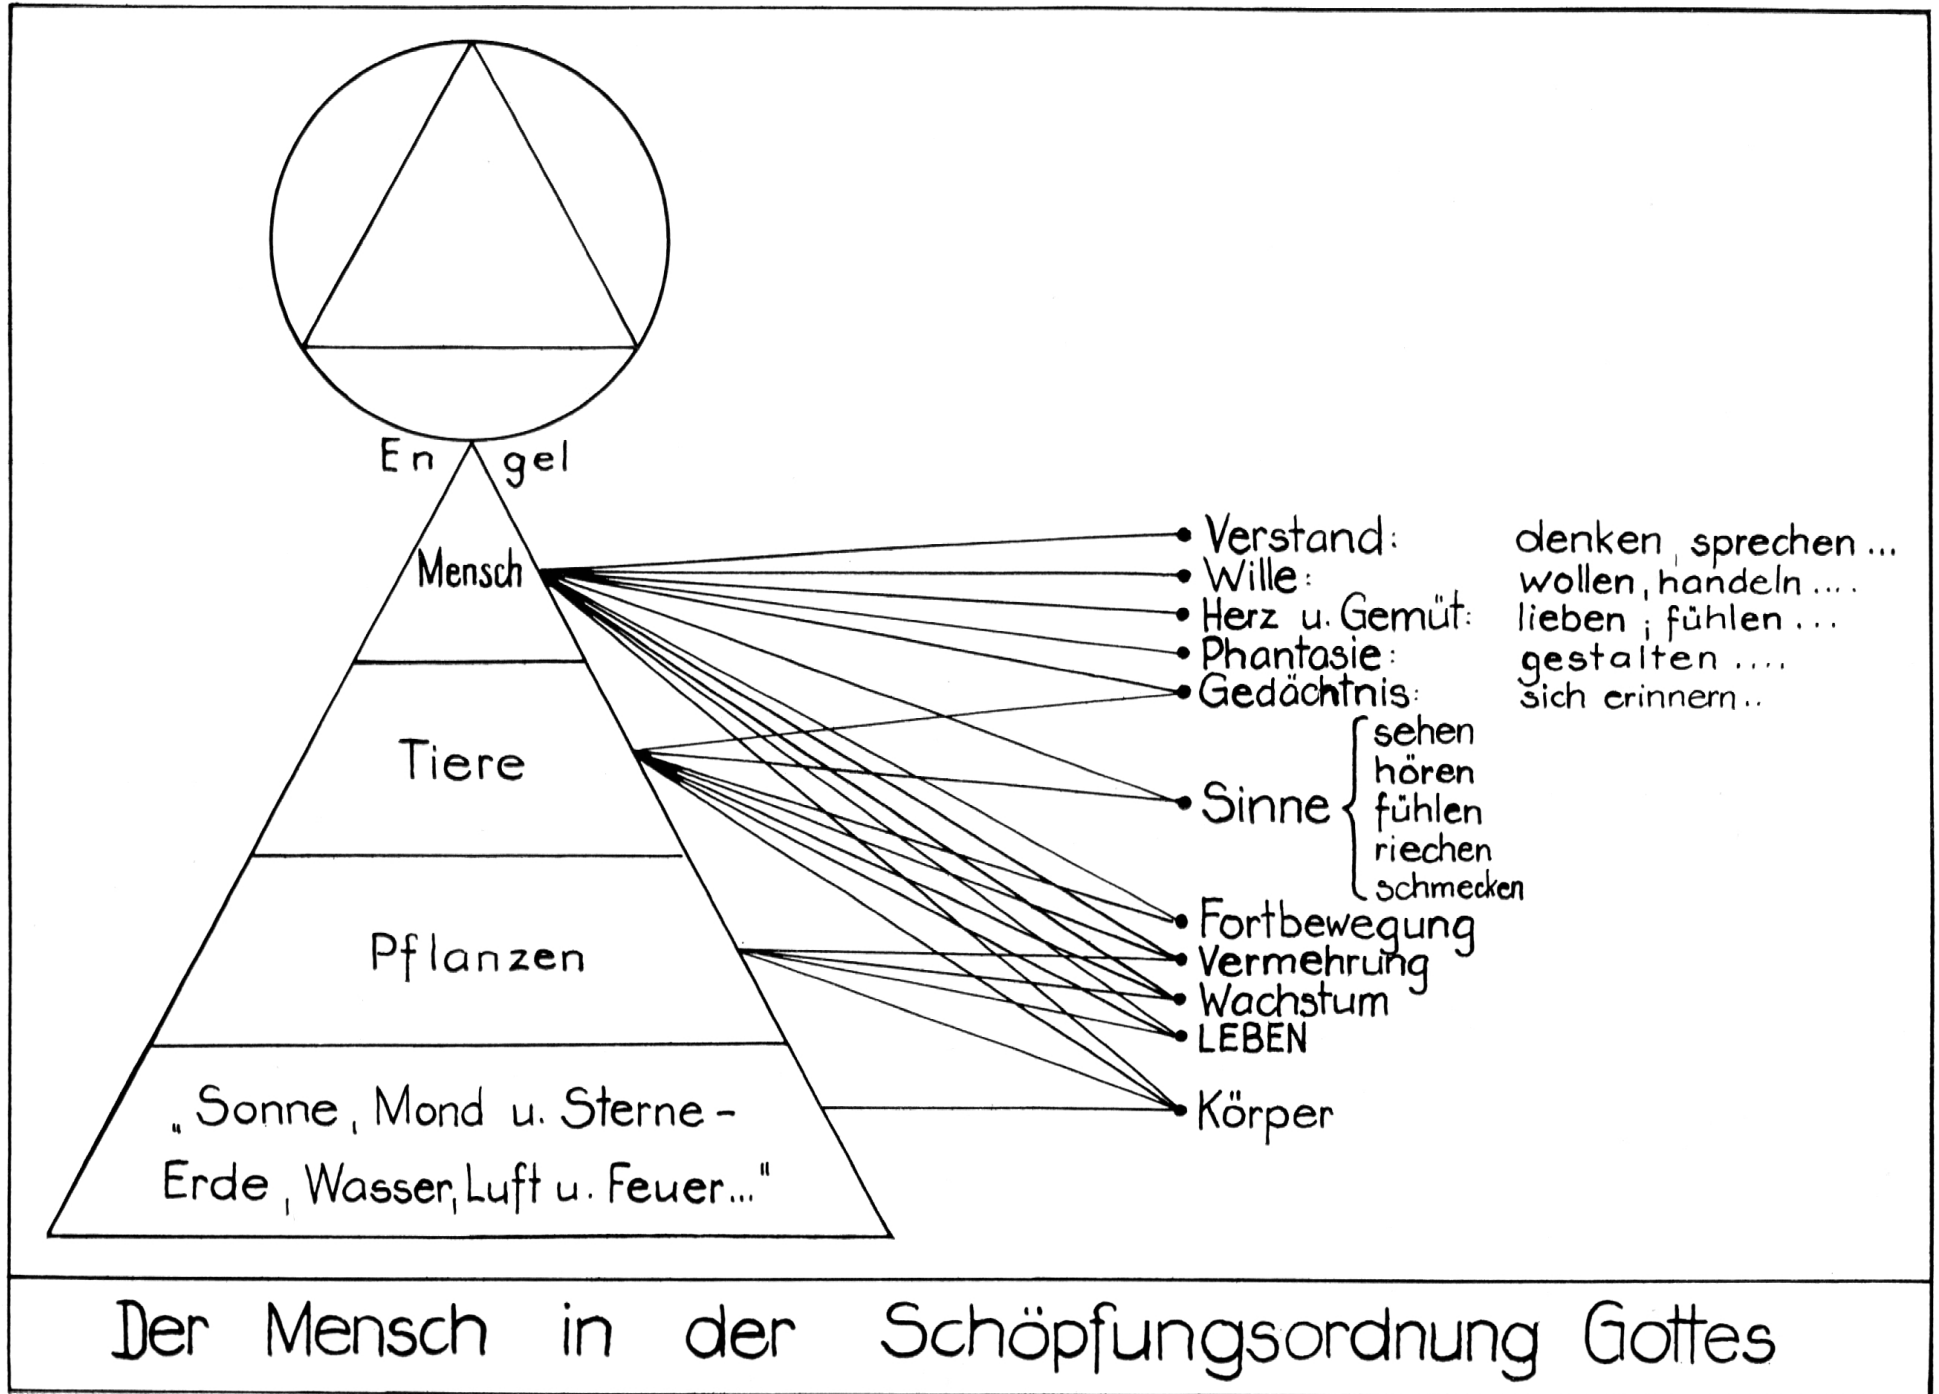 En gel
Mensch
Tiere
Pflanzen
„Sonne, Mond u. Sterne –
Erde, Wasser, Luft u. Feuer..."
Verstand: denken, sprechen ...
Wille: wollen, handeln ....
Herz u. Gemüt: lieben, fühlen ...
Phantasie: gestalten ....
Gedächtnis: sich erinnern..
Sinne
sehen
hören
fühlen
riechen
schmecken
Fortbewegung
Vermehrung
Wachstum
LEBEN
Körper
Der Mensch in der Schöpfungsordnung Gottes